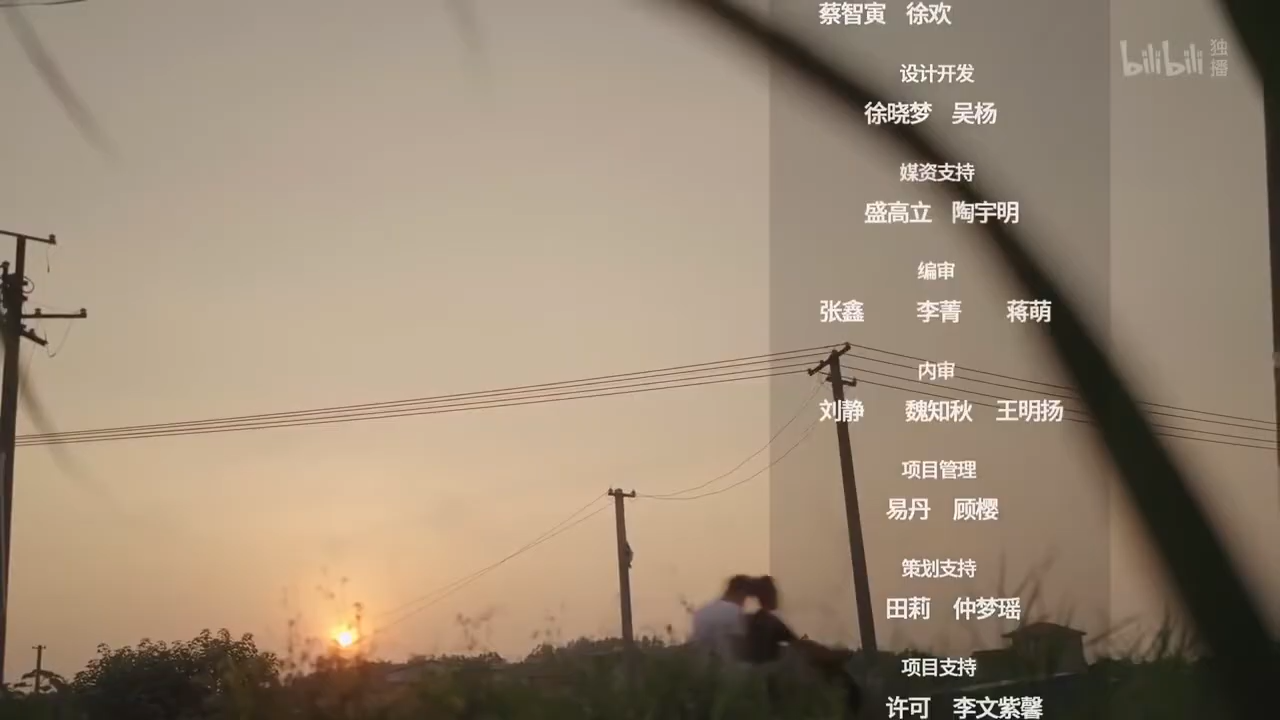 蔡智寅 徐欢
bilibili 独播
设计开发
徐晓梦 吴杨
媒资支持
盛高立 陶宇明
编审
张鑫 李菁 蒋萌
内审
刘静 魏知秋 王明扬
项目管理
易丹 顾樱
策划支持
田莉 仲梦瑶
项目支持
许可 李文紫馨